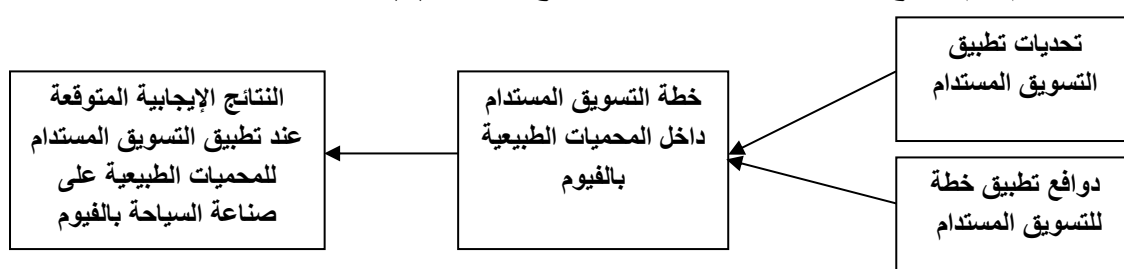 تحديات تطبيق
التسويق المستدام
دوافع تطبيق خطة
للتسويق المستدام
خطة التسويق المستدام
داخل المحميات الطبيعية
بالفيوم
النتائج الإيجابية المتوقعة
عند تطبيق التسويق المستدام
للمحميات الطبيعية على
صناعة السياحة بالفيوم